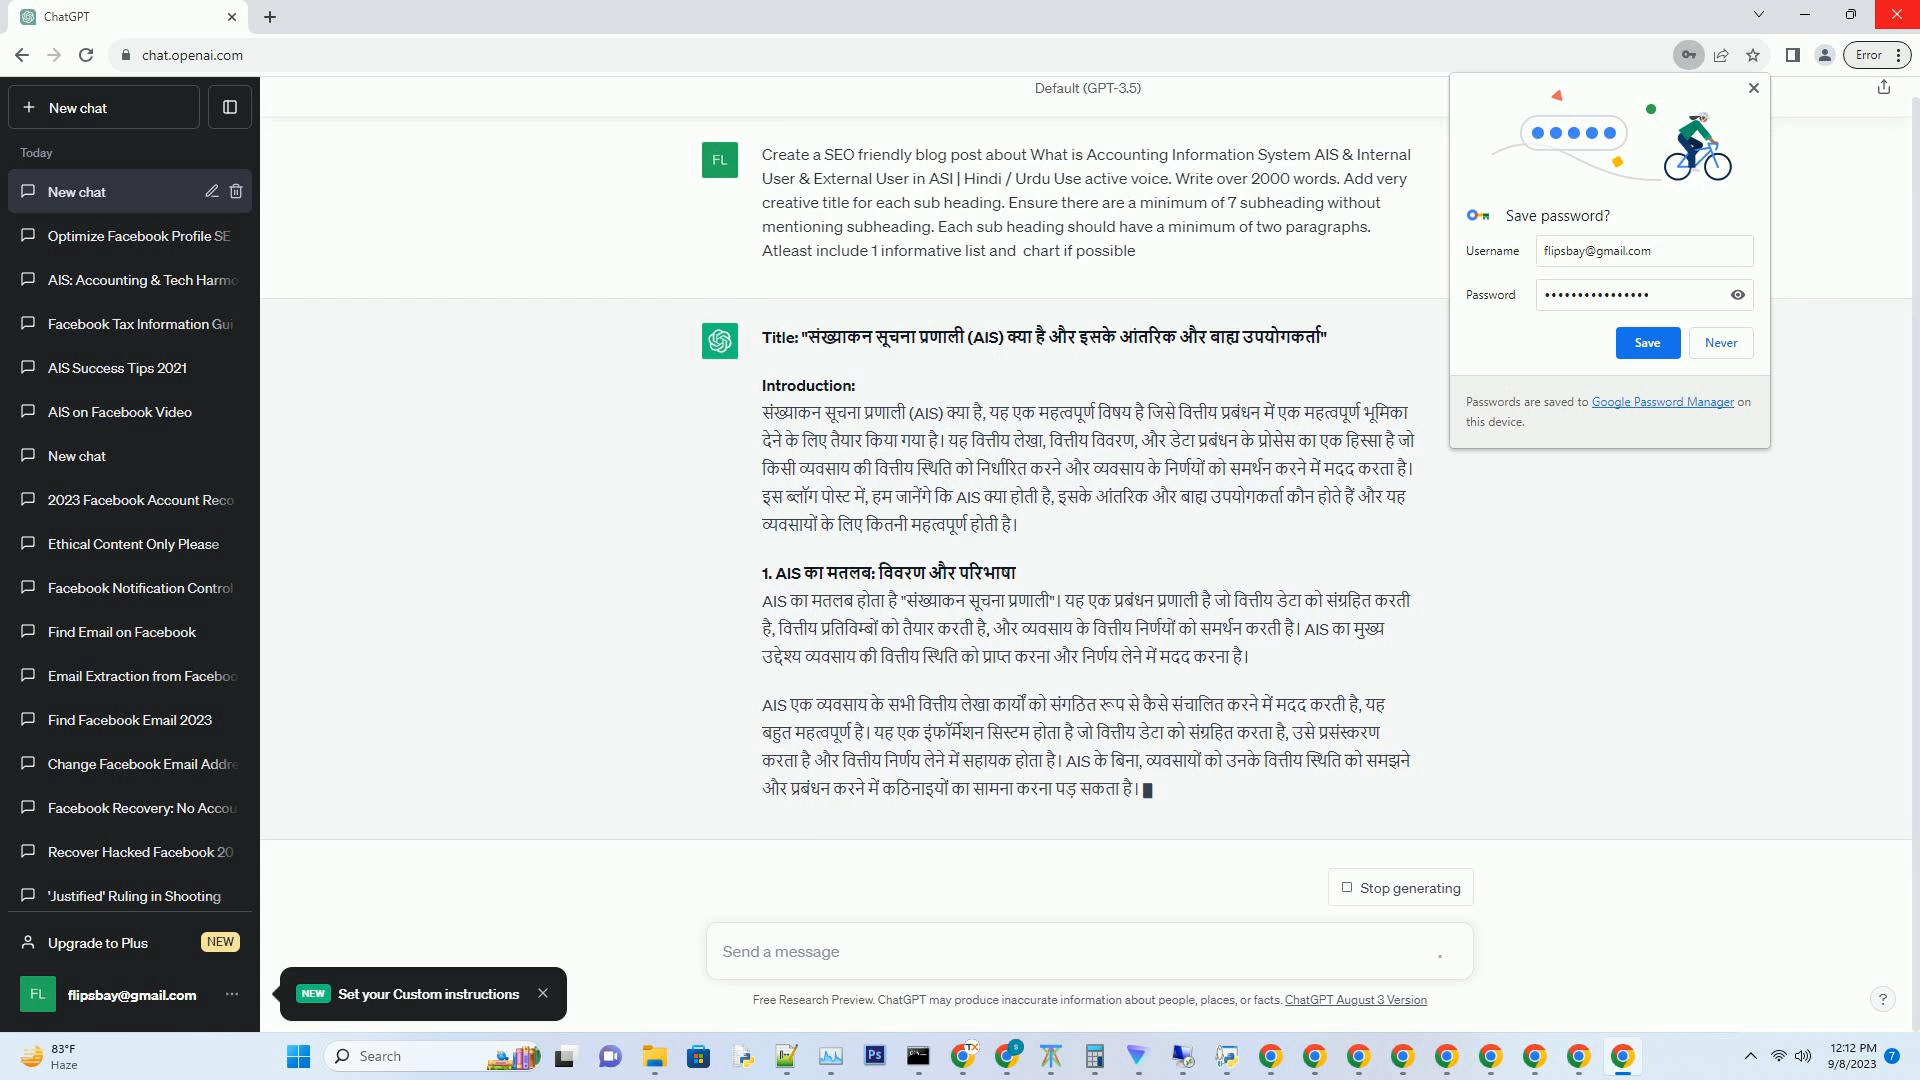 ChatGPT
chat.openai.com
Error
New chat
Today
New chat
Optimize Facebook Profile SE
AIS: Accounting & Tech Harmo
Facebook Tax Information Gui
AIS Success Tips 2021
AIS on Facebook Video
New chat
2023 Facebook Account Reco
Ethical Content Only Please
Facebook Notification Control
Find Email on Facebook
Email Extraction from Faceboo
Find Facebook Email 2023
Change Facebook Email Addre
Facebook Recovery: No Accou
Recover Hacked Facebook 20
'Justified' Ruling in Shooting
Upgrade to Plus NEW
FL flipsbay@gmail.com
Default (GPT-3.5)
FL
Create a SEO friendly blog post about What is Accounting Information System AIS & Internal
User & External User in ASI | Hindi / Urdu Use active voice. Write over 2000 words. Add very
creative title for each sub heading. Ensure there are a minimum of 7 subheading without
mentioning subheading. Each sub heading should have a minimum of two paragraphs.
Atleast include 1 informative list and chart if possible
Title: "संख्याकन सूचना प्रणाली (AIS) क्या है और इसके आंतरिक और बाह्य उपयोगकर्ता"
Introduction:
संख्याकन सूचना प्रणाली (AIS) क्या है, यह एक महत्वपूर्ण विषय है जिसे वित्तीय प्रबंधन में एक महत्वपूर्ण भूमिका
देने के लिए तैयार किया गया है। यह वित्तीय लेखा, वित्तीय विवरण, और डेटा प्रबंधन के प्रोसेस का एक हिस्सा है जो
किसी व्यवसाय की वित्तीय स्थिति को निर्धारित करने और व्यवसाय के निर्णयों को समर्थन करने में मदद करता है।
इस ब्लॉग पोस्ट में, हम जानेंगे कि AIS क्या होती है, इसके आंतरिक और बाह्य उपयोगकर्ता कौन होते हैं और यह
व्यवसायों के लिए कितनी महत्वपूर्ण होती है।
1. AIS का मतलब: विवरण और परिभाषा
AIS का मतलब होता है "संख्याकन सूचना प्रणाली"। यह एक प्रबंधन प्रणाली है जो वित्तीय डेटा को संग्रहित करती
है, वित्तीय प्रतिविम्बों को तैयार करती है, और व्यवसाय के वित्तीय निर्णयों को समर्थन करती है। AIS का मुख्य
उद्देश्य व्यवसाय की वित्तीय स्थिति को प्राप्त करना और निर्णय लेने में मदद करना है।
AIS एक व्यवसाय के सभी वित्तीय लेखा कार्यों को संगठित रूप से कैसे संचालित करने में मदद करती है, यह
बहुत महत्वपूर्ण है। यह एक इंफॉर्मेशन सिस्टम होता है जो वित्तीय डेटा को संग्रहित करता है, उसे प्रसंस्करण
करता है और वित्तीय निर्णय लेने में सहायक होता है। AIS के बिना, व्यवसायों को उनके वित्तीय स्थिति को समझने
और प्रबंधन करने में कठिनाइयों का सामना करना पड़ सकता है।
Stop generating
Send a message
Free Research Preview. ChatGPT may produce inaccurate information about people, places, or facts. ChatGPT August 3 Version
NEW Set your Custom instructions
?
Save password?
Username flipsbay@gmail.com
Password ••••••••••••••••
Save Never
Passwords are saved to Google Password Manager on
this device.
83°F
Haze
Search
Ps
TX
S
12:12 PM
9/8/2023
7